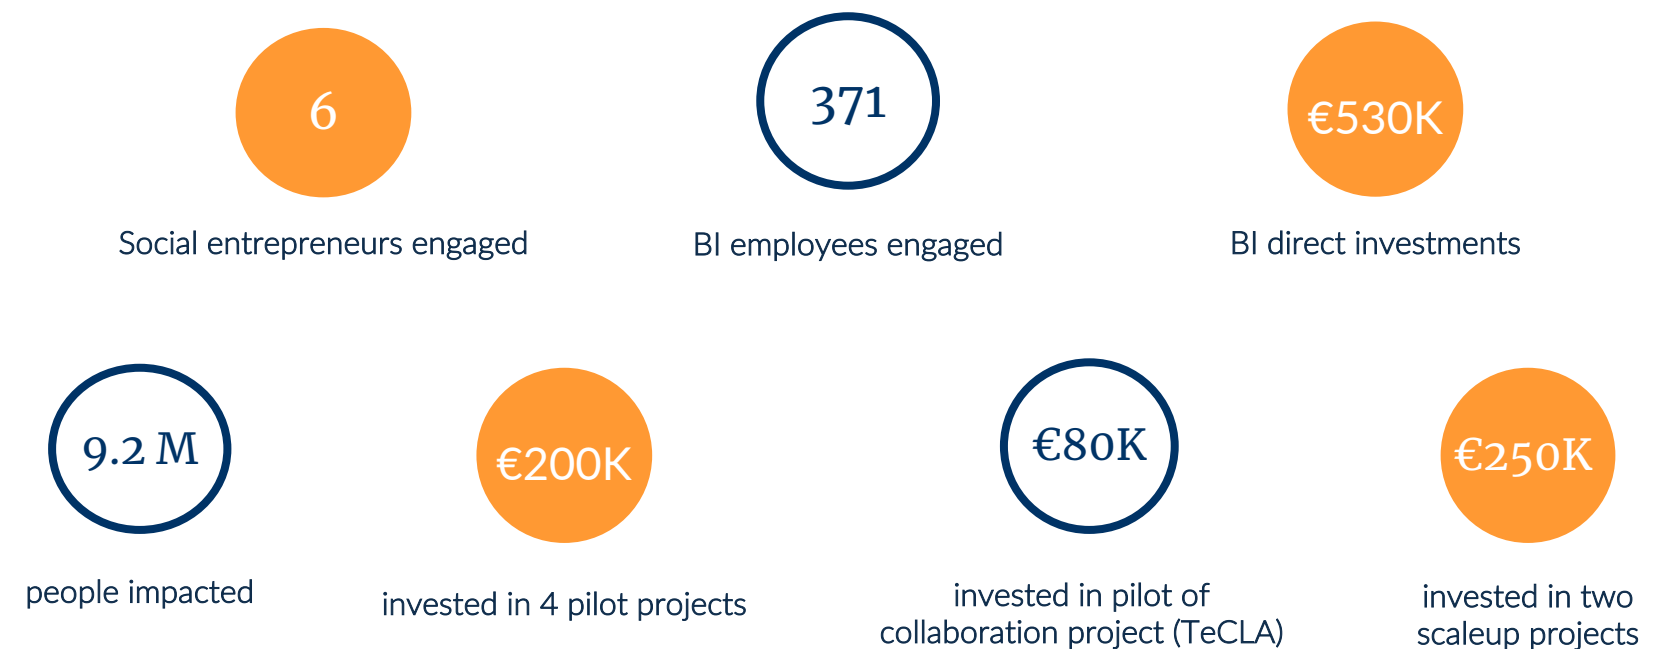 6
Social entrepreneurs engaged
371
BI employees engaged
€530K
BI direct investments
9.2 M
people impacted
€200K
invested in 4 pilot projects
€80K
invested in pilot of
collaboration project (TeCLA)
€250K
invested in two
scaleup projects